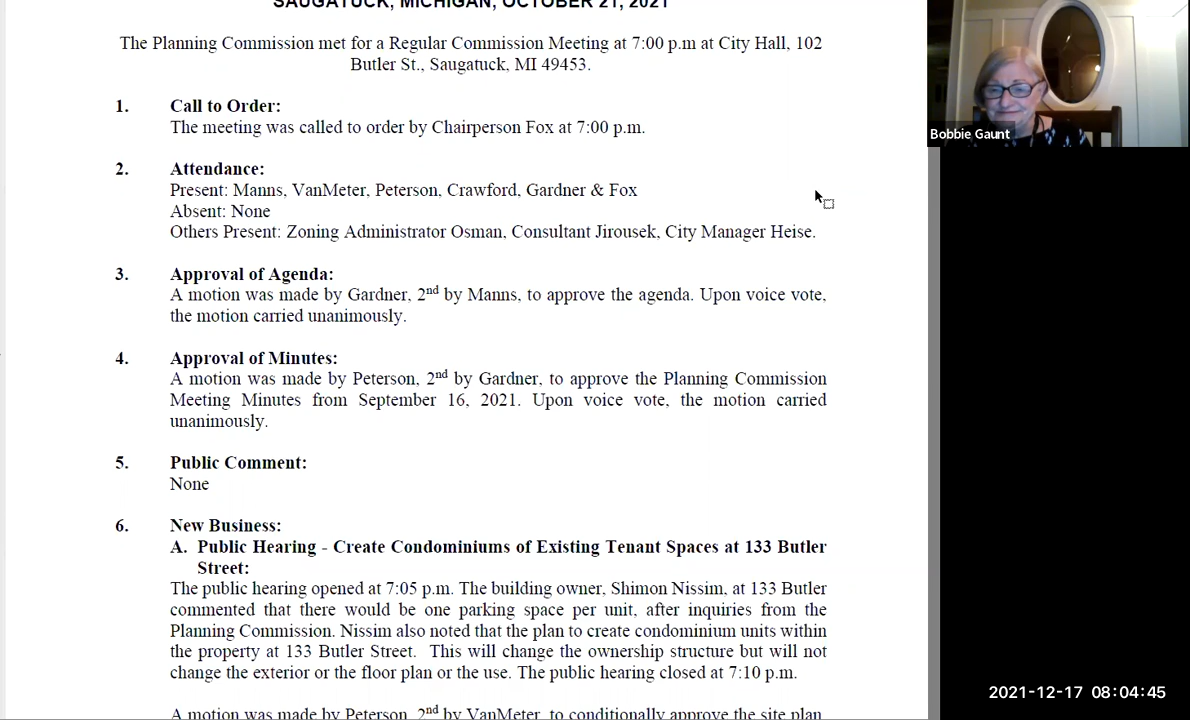 SAUGATUCK, MICHIGAN, OCTOBER 21, 2021
The Planning Commission met for a Regular Commission Meeting at 7:00 p.m at City Hall, 102
Butler St., Saugatuck, MI 49453.
1. Call to Order:
The meeting was called to order by Chairperson Fox at 7:00 p.m.
2. Attendance:
Present: Manns, VanMeter, Peterson, Crawford, Gardner & Fox
Absent: None
Others Present: Zoning Administrator Osman, Consultant Jirousek, City Manager Heise.
3. Approval of Agenda:
A motion was made by Gardner, 2nd by Manns, to approve the agenda. Upon voice vote,
the motion carried unanimously.
4. Approval of Minutes:
A motion was made by Peterson, 2nd by Gardner, to approve the Planning Commission
Meeting Minutes from September 16, 2021. Upon voice vote, the motion carried
unanimously.
5. Public Comment:
None
6. New Business:
A. Public Hearing - Create Condominiums of Existing Tenant Spaces at 133 Butler
Street:
The public hearing opened at 7:05 p.m. The building owner, Shimon Nissim, at 133 Butler
commented that there would be one parking space per unit, after inquiries from the
Planning Commission. Nissim also noted that the plan to create condominium units within
the property at 133 Butler Street. This will change the ownership structure but will not
change the exterior or the floor plan or the use. The public hearing closed at 7:10 p.m.
A motion was made by Peterson, 2nd by VanMeter, to conditionally approve the site plan
Bobbie Gaunt
2021-12-17 08:04:45